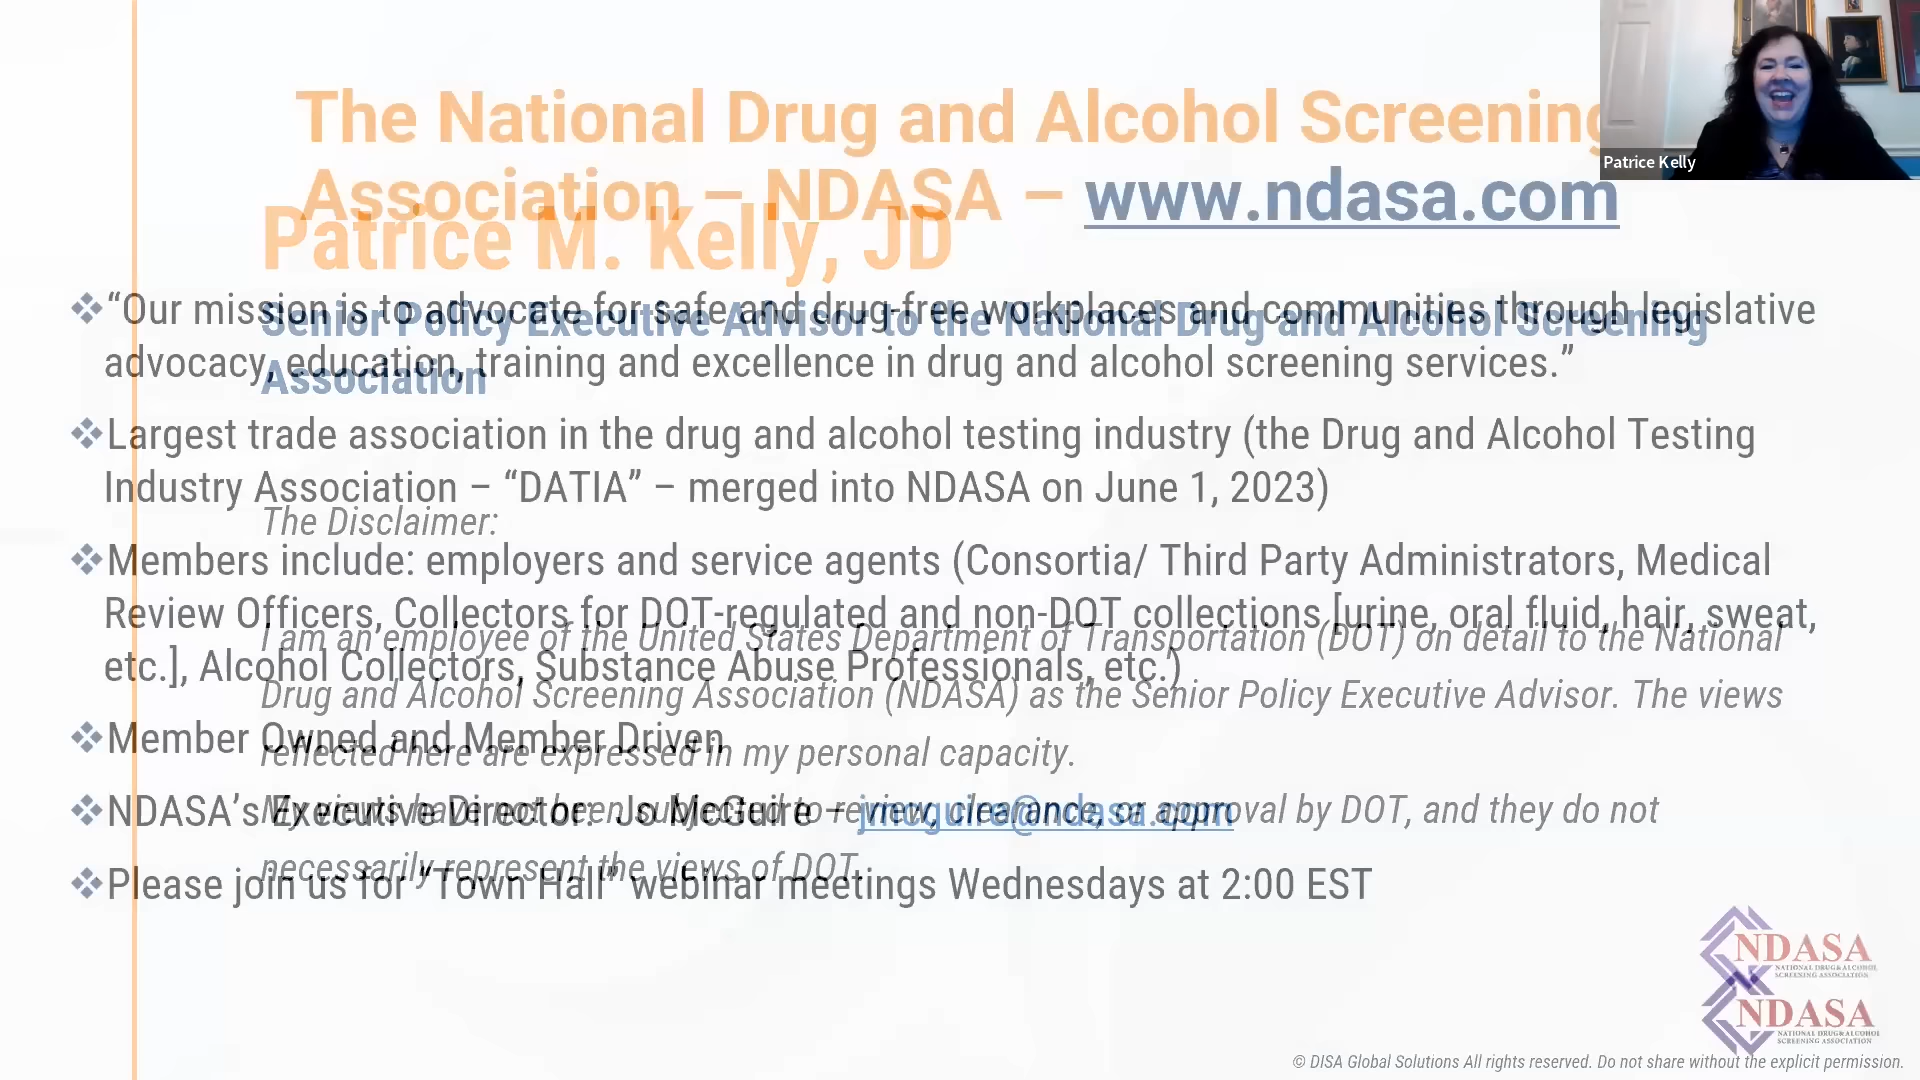 The National Drug and Alcohol Screening
Association – NDASA – www.ndasa.com
Patrice Kelly
Patrice M. Kelly, JD
Senior Policy Executive Advisor to the National Drug and Alcohol Screening
Association
“Our mission is to advocate for safe and drug-free workplaces and communities through legislative
advocacy, education, training and excellence in drug and alcohol screening services.”
Largest trade association in the drug and alcohol testing industry (the Drug and Alcohol Testing
Industry Association – “DATIA” – merged into NDASA on June 1, 2023)
The Disclaimer:
Members include: employers and service agents (Consortia/ Third Party Administrators, Medical
Review Officers, Collectors for DOT-regulated and non-DOT collections [urine, oral fluid, hair, sweat,
etc.], Alcohol Collectors, Substance Abuse Professionals, etc.)
I am an employee of the United States Department of Transportation (DOT) on detail to the National
Drug and Alcohol Screening Association (NDASA) as the Senior Policy Executive Advisor. The views
reflected here are expressed in my personal capacity.
Member Owned and Member Driven
NDASA’s Executive Director: Jo McGuire – jmcguire@ndasa.com
My views have not been subjected to review, clearance, or approval by DOT, and they do not
necessarily represent the views of DOT.
Please join us for “Town Hall” webinar meetings Wednesdays at 2:00 EST
NDASA
NATIONAL DRUG & ALCOHOL
SCREENING ASSOCIATION
NDASA
NATIONAL DRUG & ALCOHOL
SCREENING ASSOCIATION
© DISA Global Solutions All rights reserved. Do not share without the explicit permission.